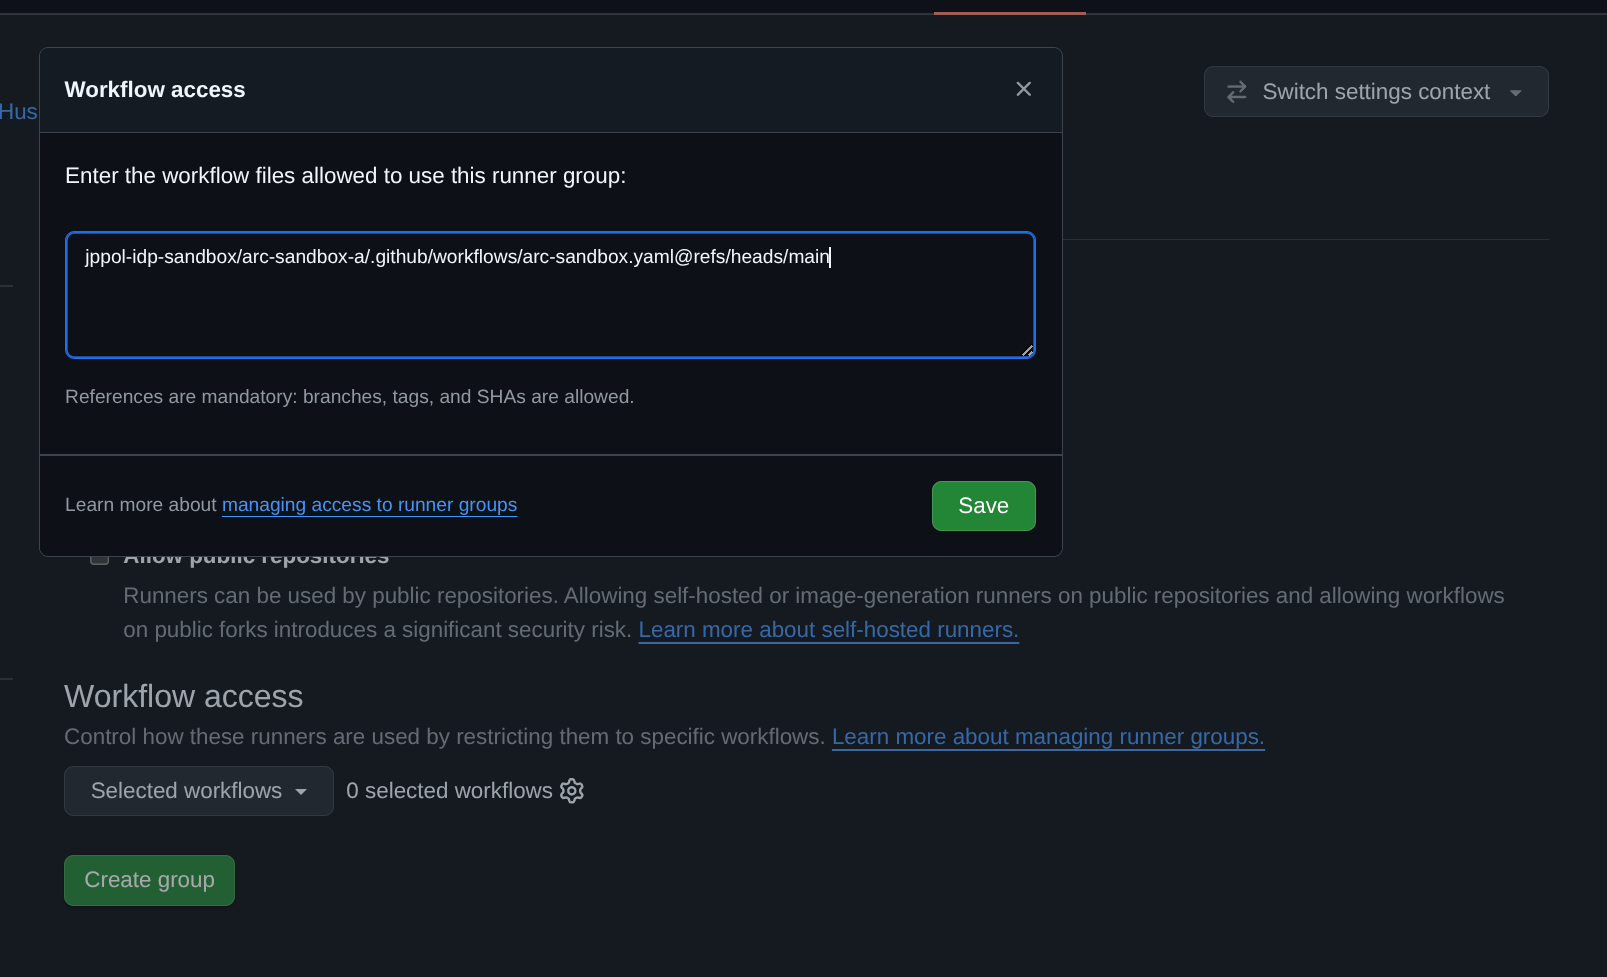 Workflow access
Hus
Switch settings context
Enter the workflow files allowed to use this runner group:
jppol-idp-sandbox/arc-sandbox-a/.github/workflows/arc-sandbox.yaml@refs/heads/main
References are mandatory: branches, tags, and SHAs are allowed.
Learn more about managing access to runner groups
Save
Allow public repositories
Runners can be used by public repositories. Allowing self-hosted or image-generation runners on public repositories and allowing workflows
on public forks introduces a significant security risk. Learn more about self-hosted runners.
Workflow access
Control how these runners are used by restricting them to specific workflows. Learn more about managing runner groups.
Selected workflows
0 selected workflows
Create group